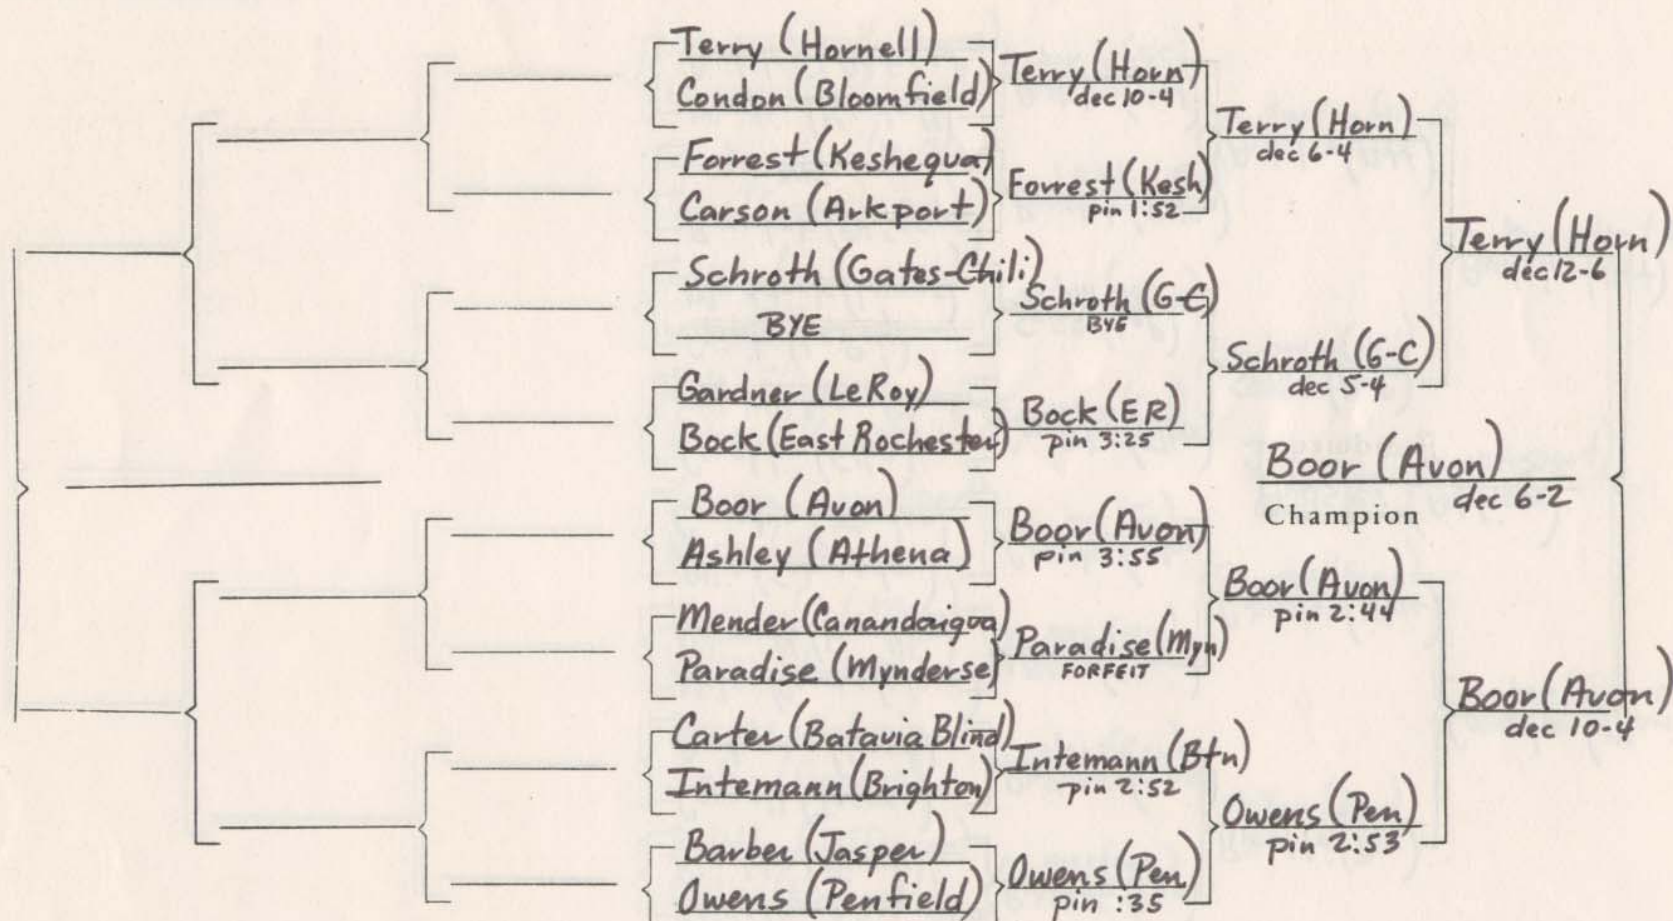 Terry (Hornell)
Condon (Bloomfield)
Forrest (Keshequa)
Carson (Arkport)
Schroth (Gates-Chili)
BYE
Gardner (LeRoy)
Bock (East Rochester)
Boor (Avon)
Ashley (Athena)
Mender (Canandaigua)
Paradise (Mynderse)
Carter (Batavia Blind)
Intemann (Brighton)
Barber (Jasper)
Owens (Penfield)
Terry (Horn)
dec 10-4
Forrest (Kesh)
pin 1:52
Schroth (G-C)
BYE
Bock (ER)
pin 3:25
Boor (Avon)
pin 3:55
Paradise (Myn)
FORFEIT
Intemann (Btn)
pin 2:52
Owens (Pen)
pin :35
Terry (Horn)
dec 6-4
Schroth (G-C)
dec 5-4
Boor (Avon)
pin 2:44
Owens (Pen)
pin 2:53
Terry (Horn)
dec 12-6
Boor (Avon)
dec 10-4
Boor (Avon)
dec 6-2
Champion